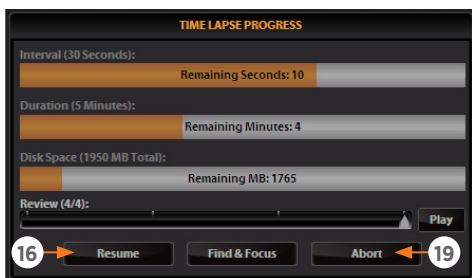 TIME LAPSE PROGRESS
Interval (30 Seconds):
Remaining Seconds: 10
Duration (5 Minutes):
Remaining Minutes: 4
Disk Space (1950 MB Total):
Remaining MB: 1765
Review (4/4):
Play
16 Resume Find & Focus Abort 19